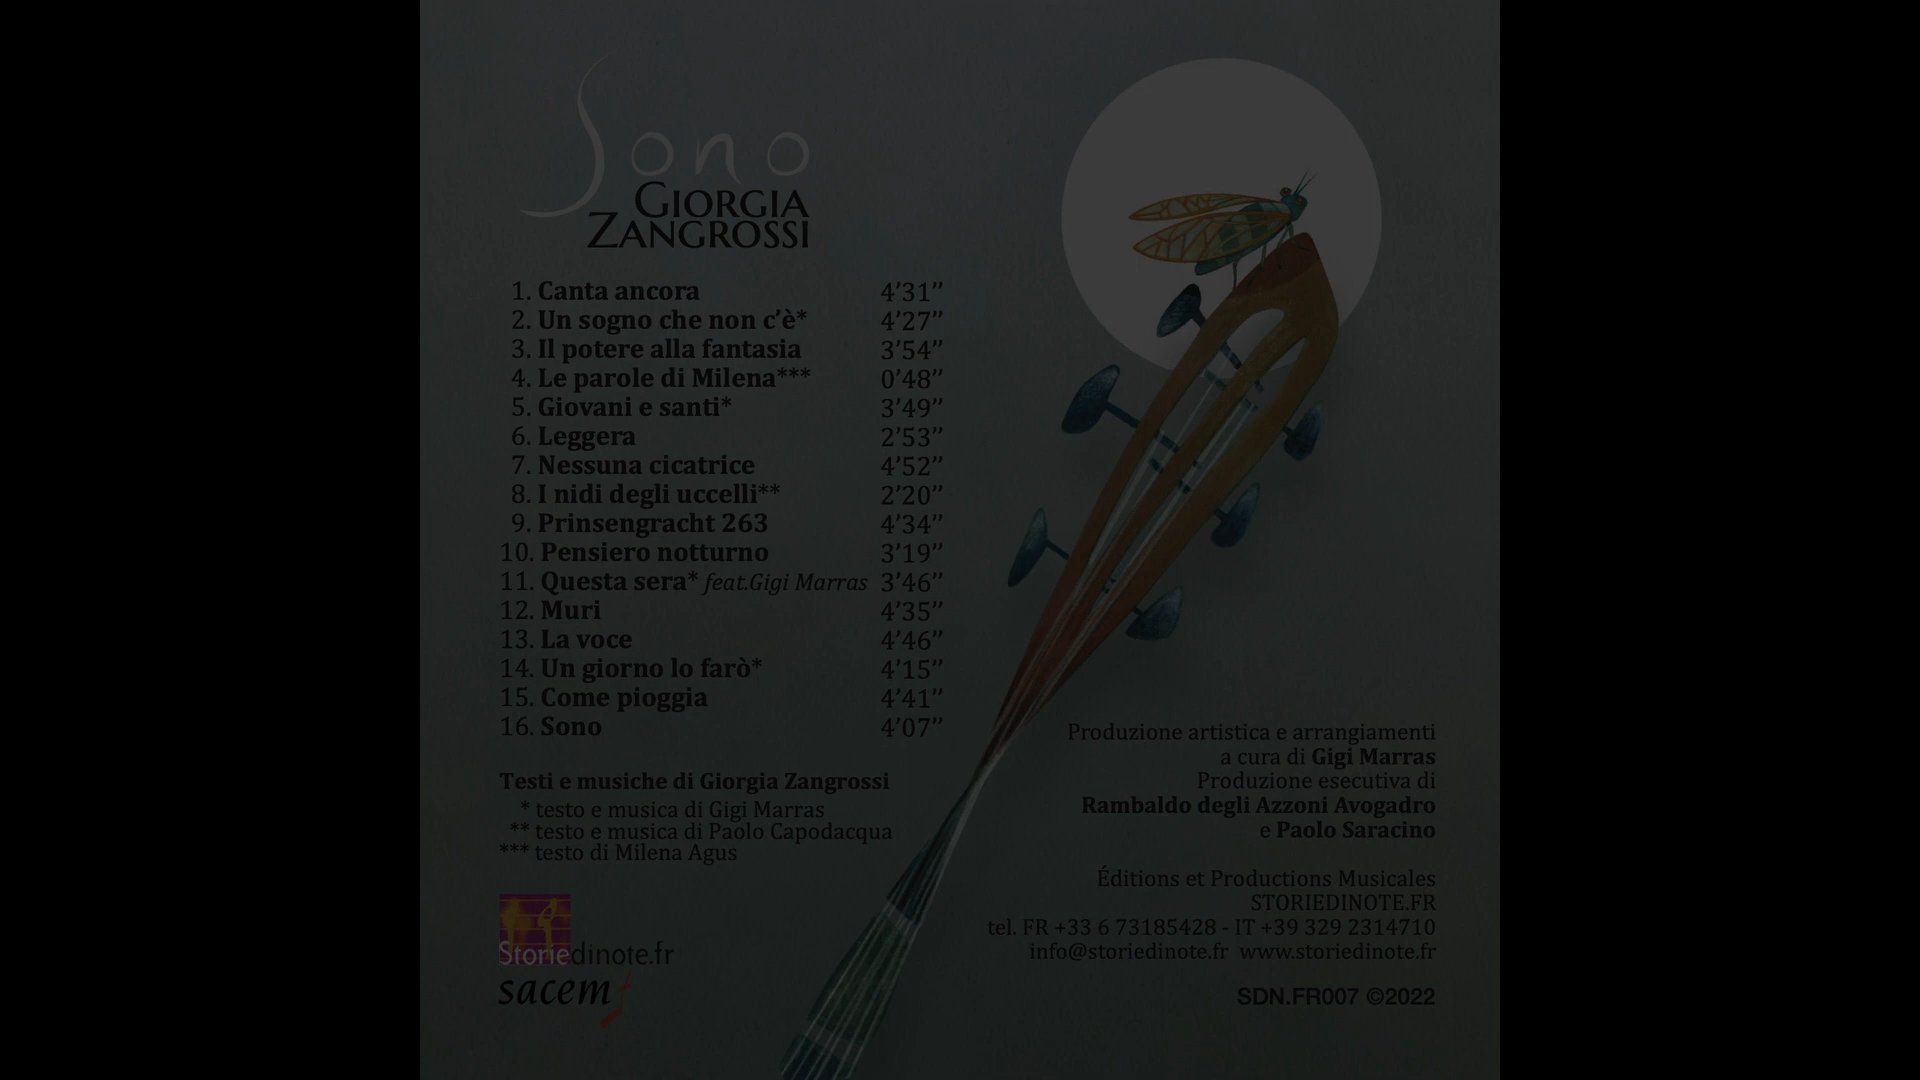 Sono
GIORGIA
ZANGROSSI
1. Canta ancora 4’31’’
2. Un sogno che non c’è* 4’27’’
3. Il potere alla fantasia 3’54’’
4. Le parole di Milena*** 0’48’’
5. Giovani e santi* 3’49’’
6. Leggera 2’53’’
7. Nessuna cicatrice 4’52’’
8. I nidi degli uccelli** 2’20’’
9. Prinsengracht 263 4’34’’
10. Pensiero notturno 3’19’’
11. Questa sera* feat.Gigi Marras 3’46’’
12. Muri 4’35’’
13. La voce 4’46’’
14. Un giorno lo farò* 4’15’’
15. Come pioggia 4’41’’
16. Sono 4’07’’
Testi e musiche di Giorgia Zangrossi
* testo e musica di Gigi Marras
** testo e musica di Paolo Capodacqua
*** testo di Milena Agus
Storiedinote.fr
sacem
Produzione artistica e arrangiamenti
a cura di Gigi Marras
Produzione esecutiva di
Rambaldo degli Azzoni Avogadro
e Paolo Saracino
Éditions et Productions Musicales
STORIEDINOTE.FR
tel. FR +33 6 73185428 - IT +39 329 2314710
info@storiedinote.fr www.storiedinote.fr
SDN.FR007 ©2022